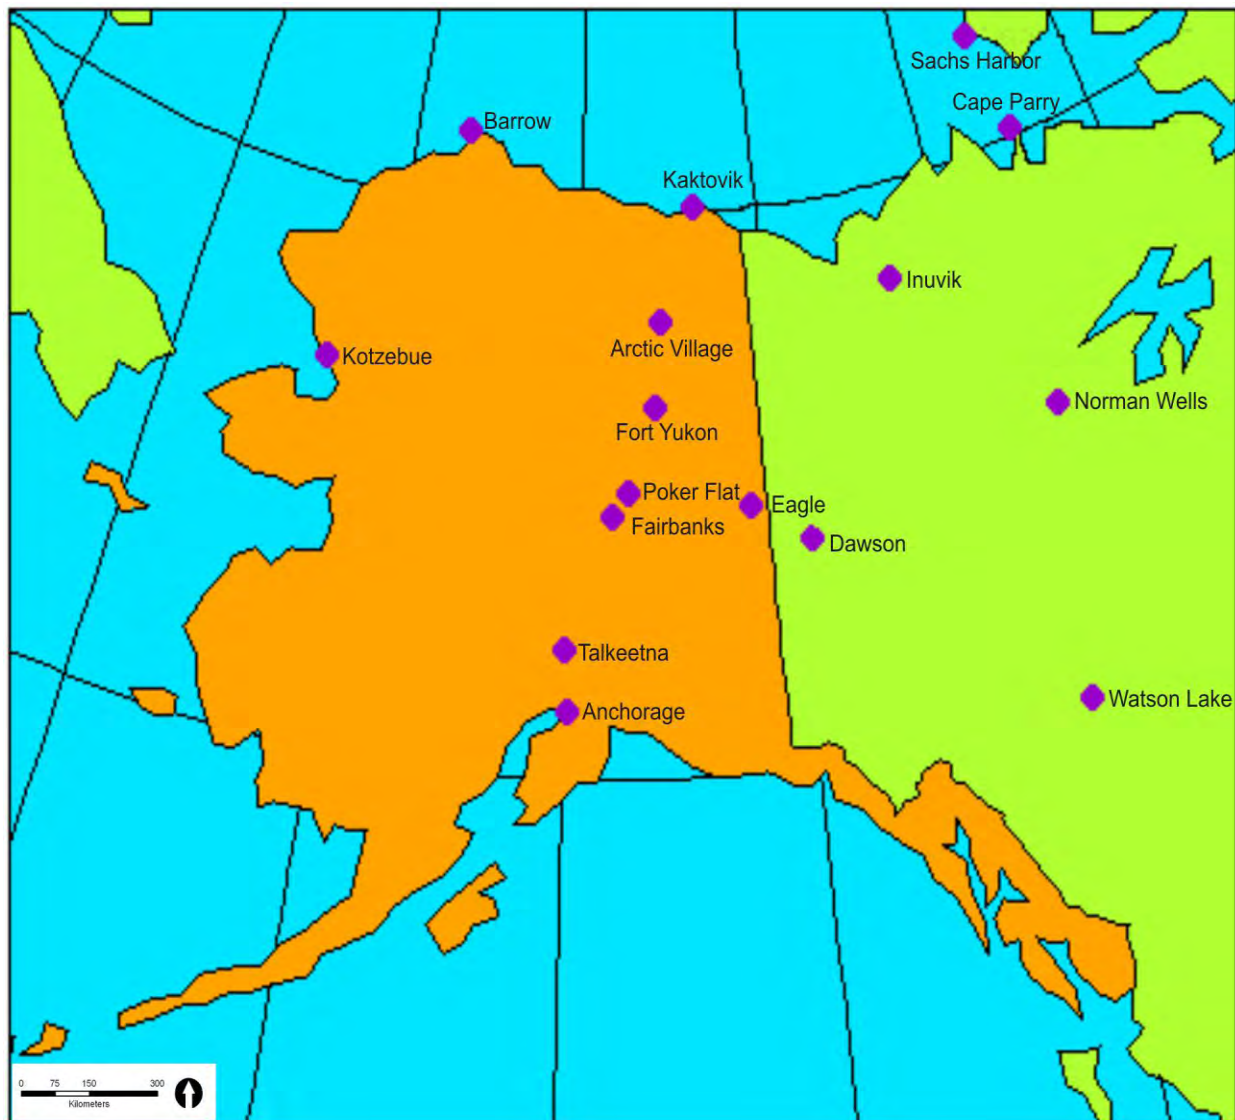 Sachs Harbor
Cape Parry
Barrow
Kaktovik
Inuvik
Arctic Village
Kotzebue
Norman Wells
Fort Yukon
Poker Flat
Eagle
Fairbanks
Dawson
Talkeetna
Watson Lake
Anchorage
0 75 150 300
Kilometers